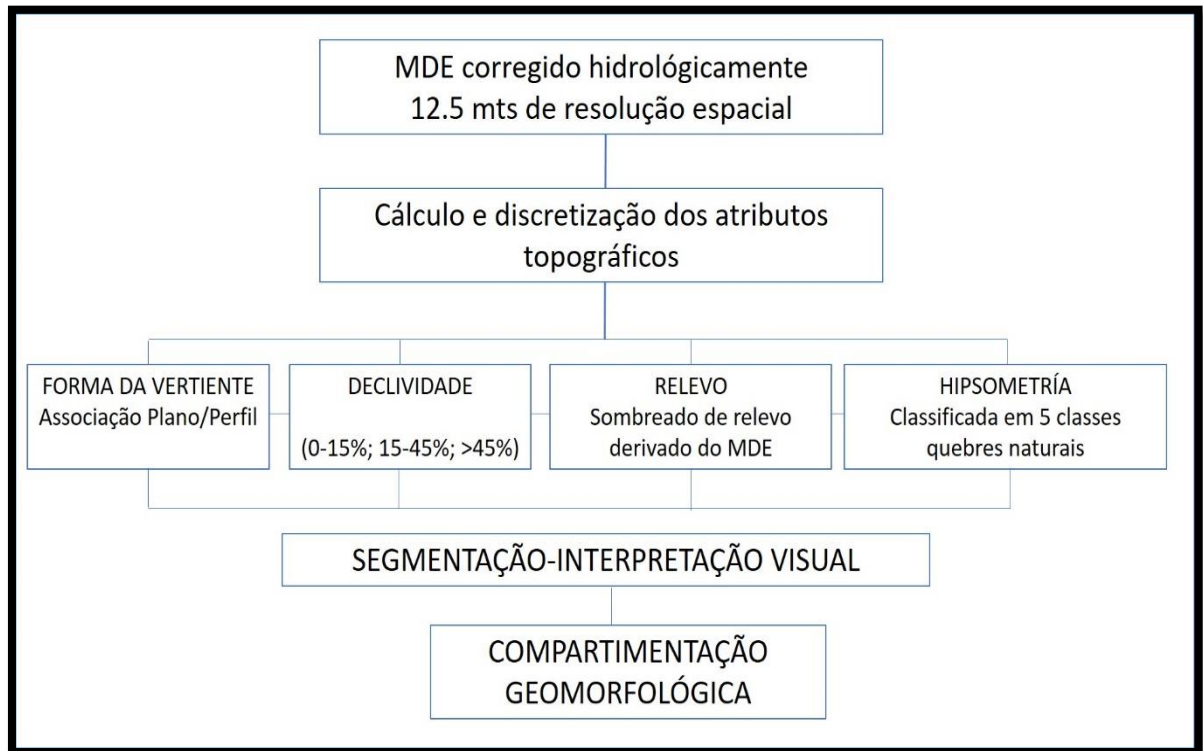 MDE corregido hidrológicamente
12.5 mts de resolução espacial
Cálculo e discretização dos atributos
topográficos
FORMA DA VERTIENTE
Associação Plano/Perfil
DECLIVIDADE
(0-15%; 15-45%; >45%)
RELEVO
Sombreado de relevo
derivado do MDE
HIPSOMETRÍA
Classificada em 5 classes
quebres naturais
SEGMENTAÇÃO-INTERPRETAÇÃO VISUAL
COMPARTIMENTAÇÃO
GEOMORFOLÓGICA